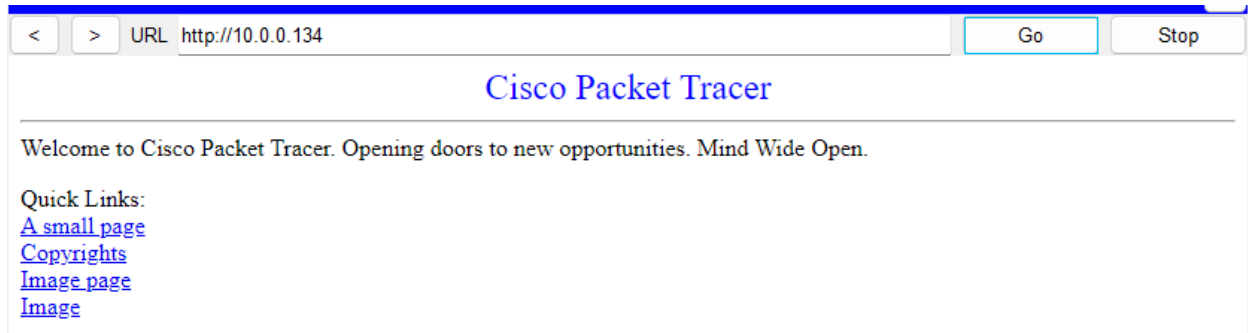 < > URL http://10.0.0.134 Go Stop
Cisco Packet Tracer
Welcome to Cisco Packet Tracer. Opening doors to new opportunities. Mind Wide Open.
Quick Links:
A small page
Copyrights
Image page
Image